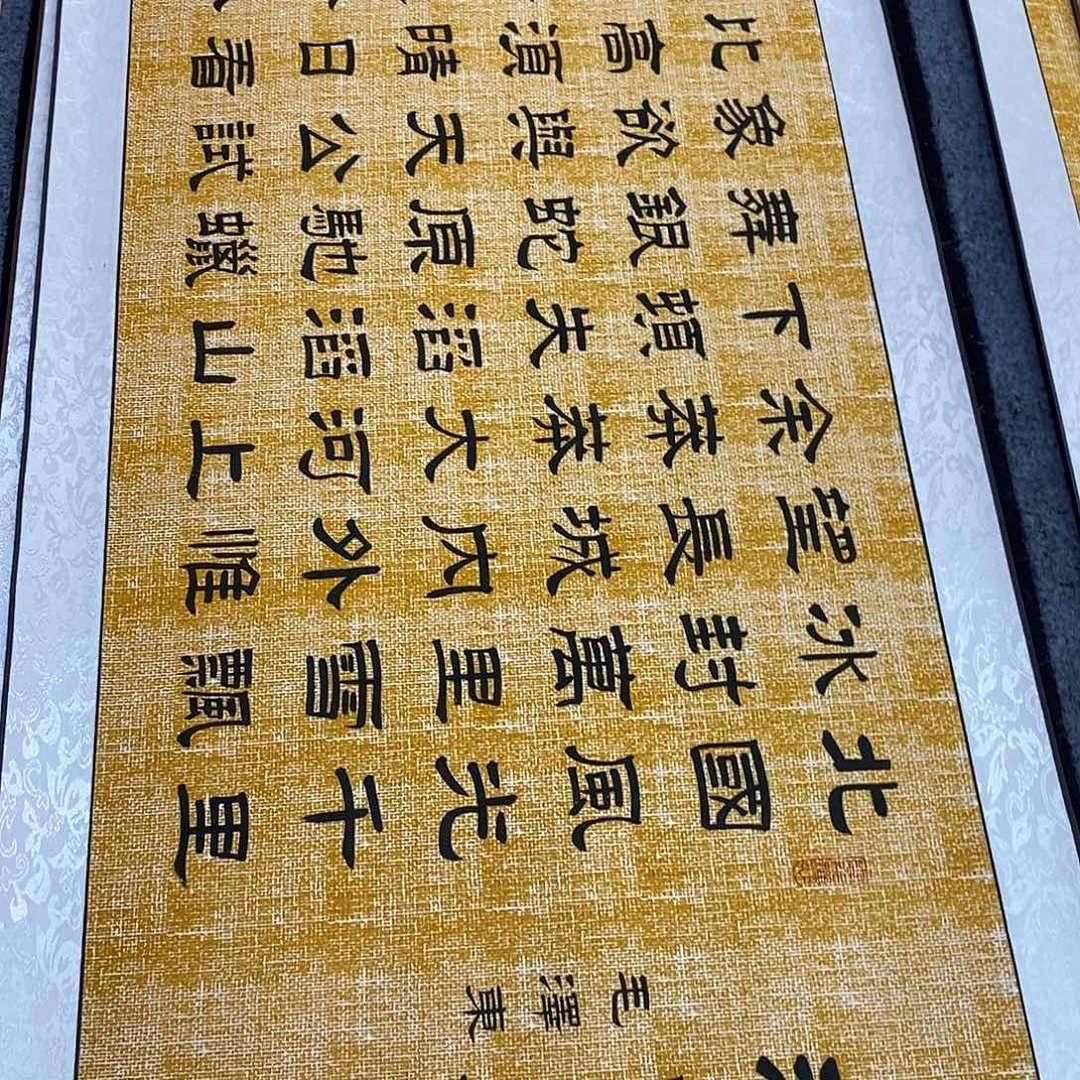 毛澤東
北國風光千里
冰封萬里雪飄
望長城内外惟
余莽莽大河上
下頓失滔滔山
舞銀蛇原馳蠟
象欲與天公試
比高須晴日看